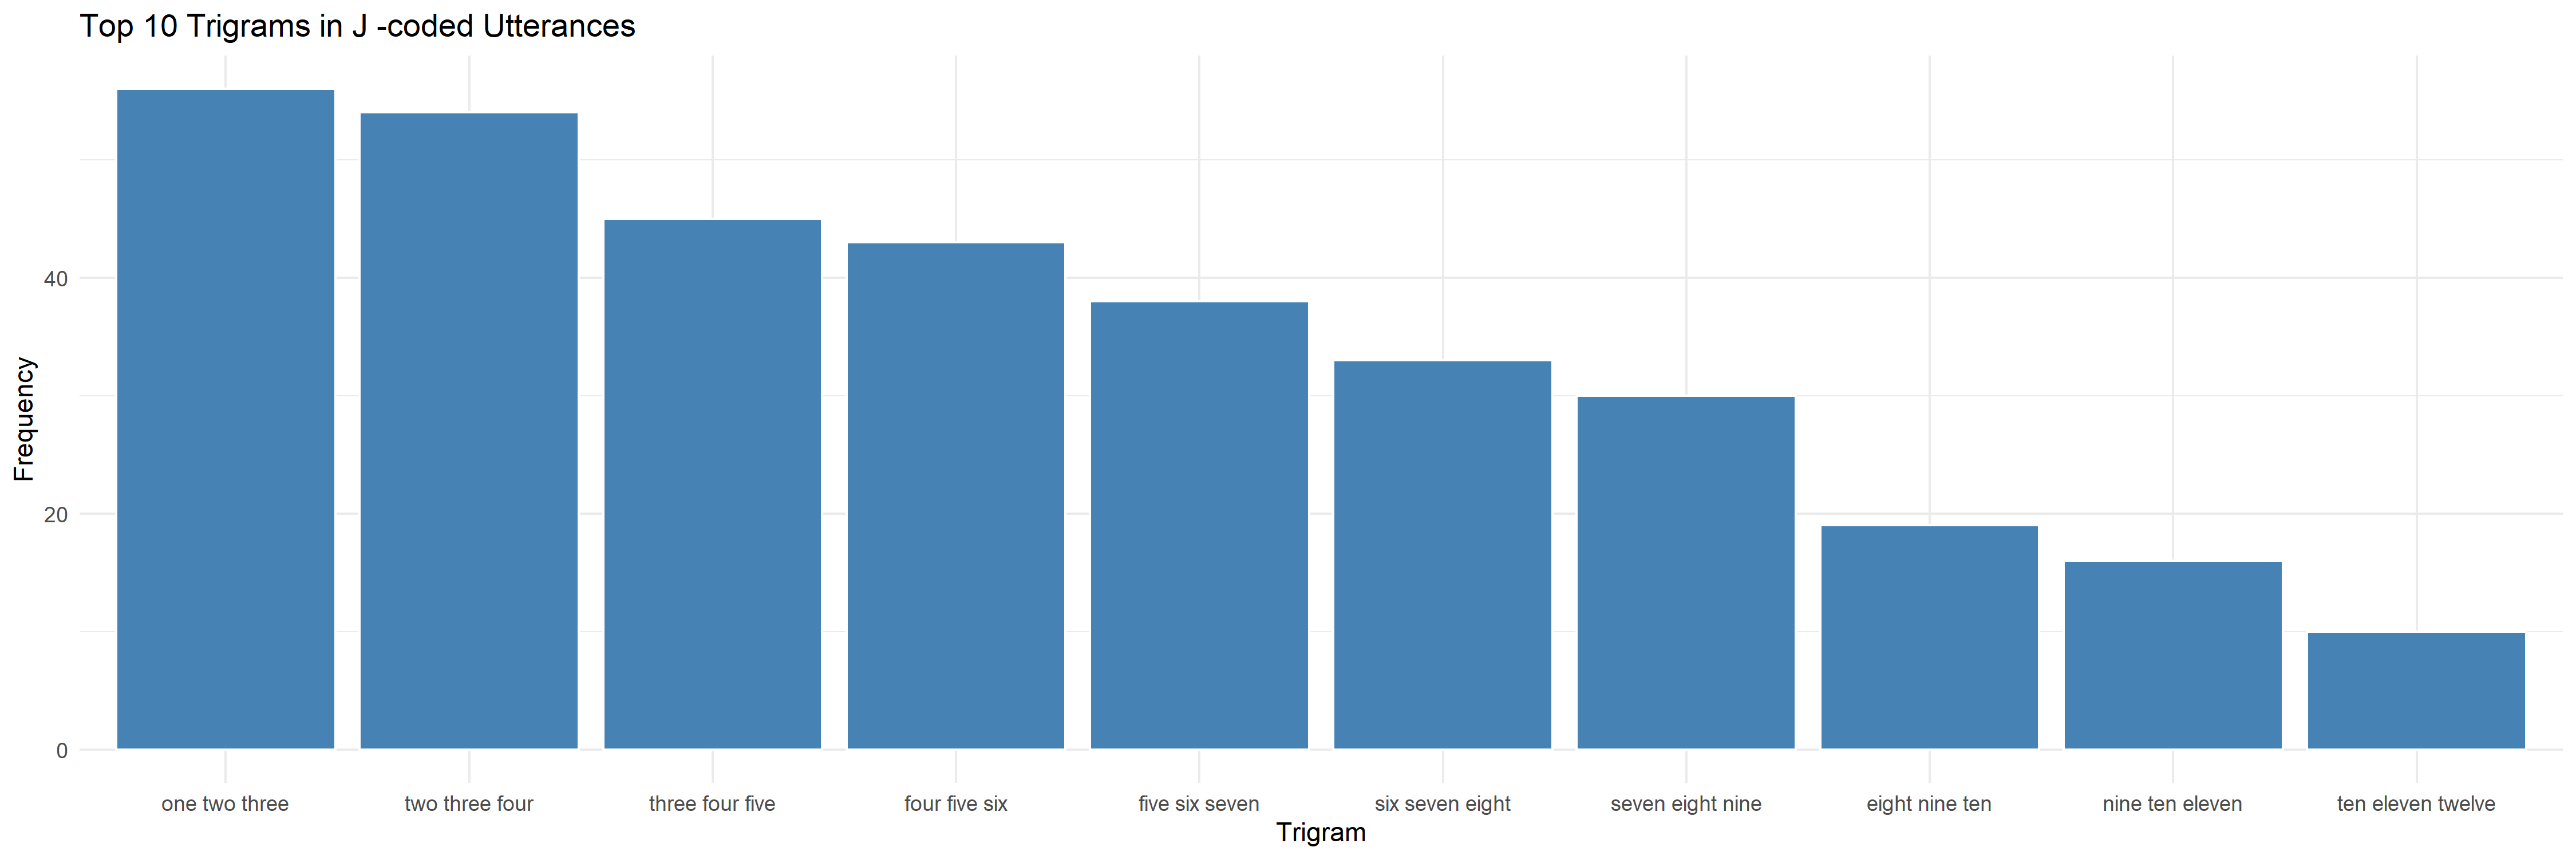 Top 10 Trigrams in J -coded Utterances
Frequency
40
20
0
one two three
two three four
three four five
four five six
five six seven
six seven eight
seven eight nine
eight nine ten
nine ten eleven
ten eleven twelve
Trigram